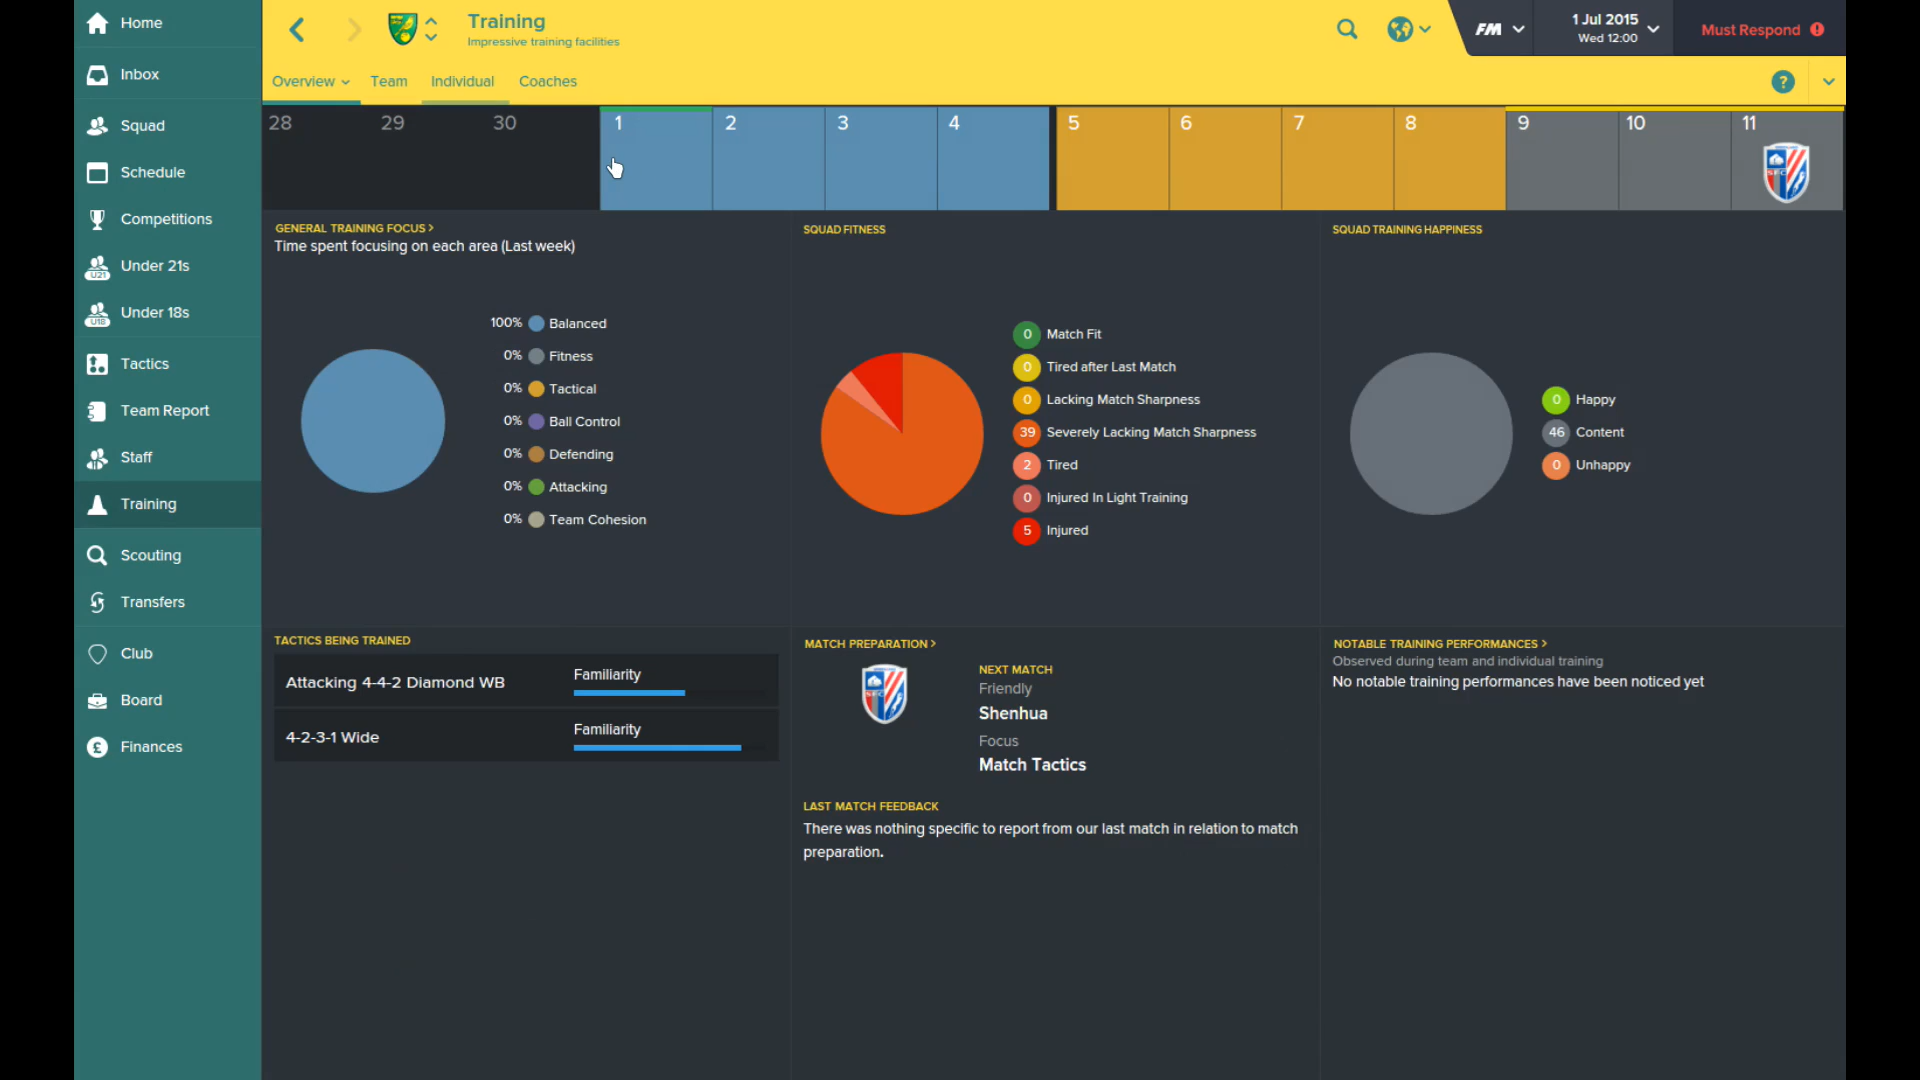 Home
Inbox
Squad
Schedule
Competitions
U21
Under 21s
U18
Under 18s
Tactics
Team Report
Staff
Training
Scouting
Transfers
Club
Board
£
Finances
Training
Impressive training facilities
FM
1 Jul 2015
Wed 12:00
Must Respond !
Overview
Team
Individual
Coaches
?
28
29
30
1
2
3
4
5
6
7
8
9
10
11
GENERAL TRAINING FOCUS >
Time spent focusing on each area (Last week)
100% Balanced
0% Fitness
0% Tactical
0% Ball Control
0% Defending
0% Attacking
0% Team Cohesion
SQUAD FITNESS
0 Match Fit
0 Tired after Last Match
0 Lacking Match Sharpness
39 Severely Lacking Match Sharpness
2 Tired
0 Injured In Light Training
5 Injured
SQUAD TRAINING HAPPINESS
0 Happy
46 Content
0 Unhappy
TACTICS BEING TRAINED
Attacking 4-4-2 Diamond WB
Familiarity
4-2-3-1 Wide
Familiarity
MATCH PREPARATION >
NEXT MATCH
Friendly
Shenhua
Focus
Match Tactics
LAST MATCH FEEDBACK
There was nothing specific to report from our last match in relation to match
preparation.
NOTABLE TRAINING PERFORMANCES >
Observed during team and individual training
No notable training performances have been noticed yet